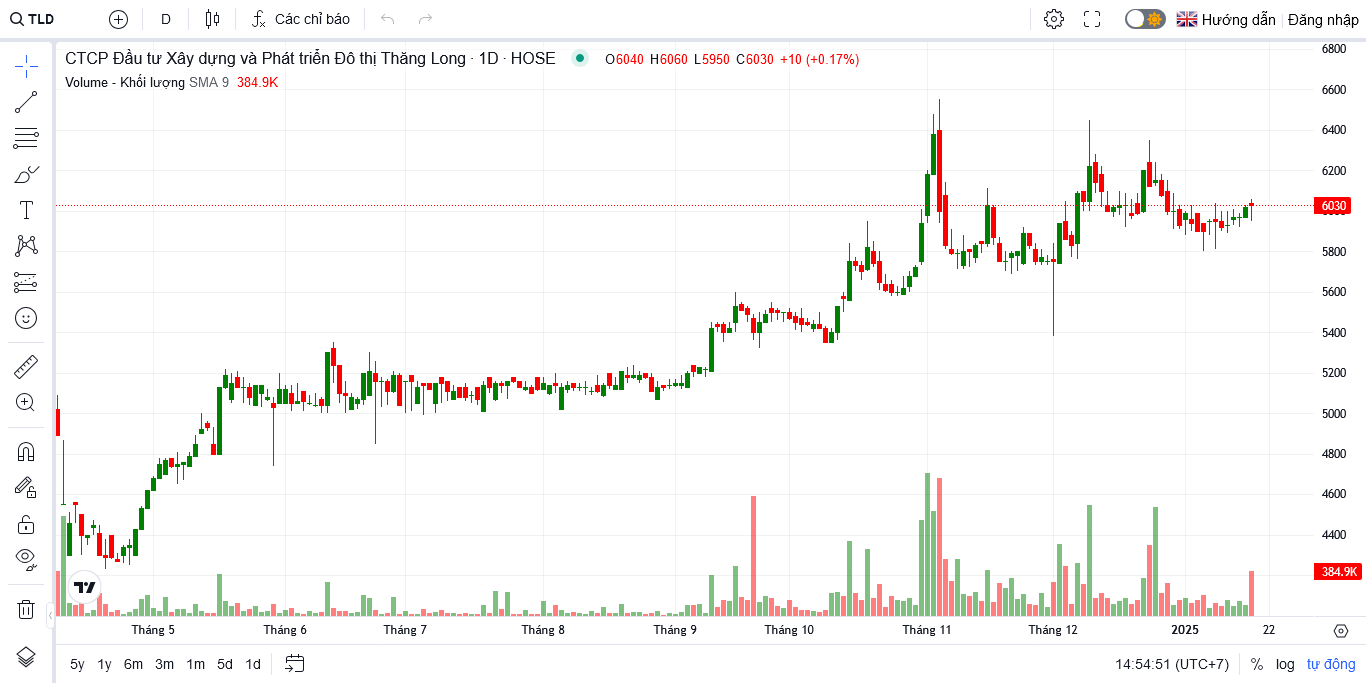 TLD D Các chỉ báo Hướng dẫn Đăng nhập
CTCP Đầu tư Xây dựng và Phát triển Đô thị Thăng Long · 1D · HOSE O6040 H6060 L5950 C6030 +10 (+0.17%)
Volume - Khối lượng SMA 9 384.9K
6800
6600
6400
6200
6030
6000
5800
5600
5400
5200
5000
4800
4600
4400
384.9K
Tháng 5 Tháng 6 Tháng 7 Tháng 8 Tháng 9 Tháng 10 Tháng 11 Tháng 12 2025 22
5y 1y 6m 3m 1m 5d 1d 14:54:51 (UTC+7) % log tự động